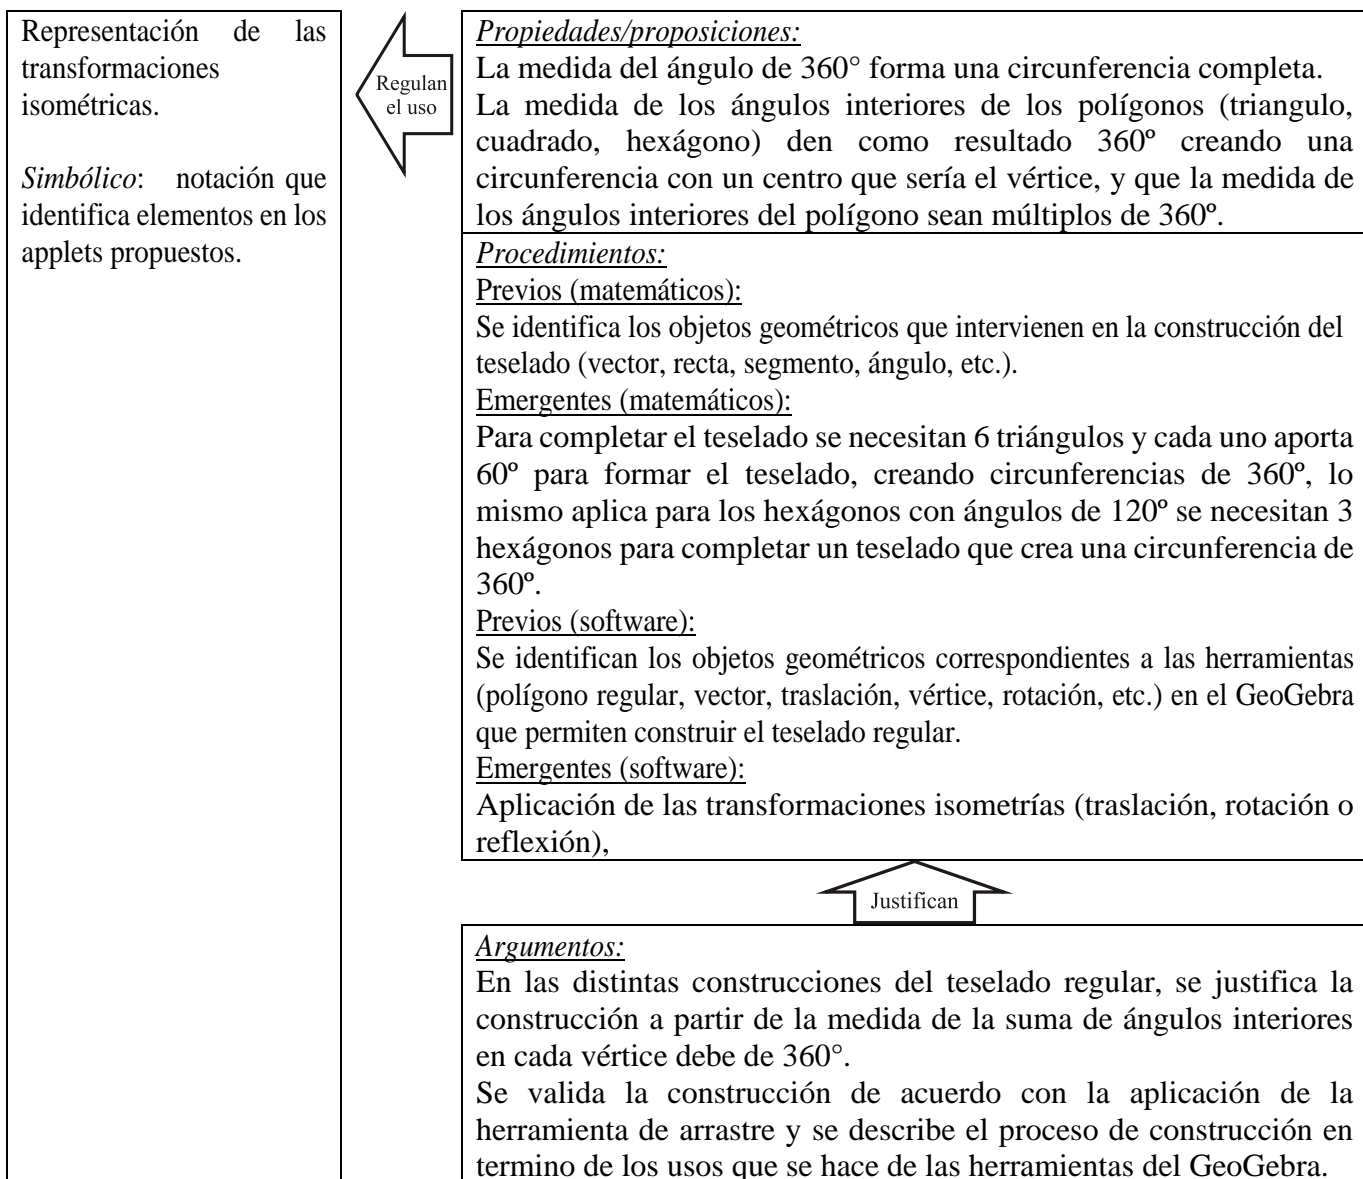 Representación de las
transformaciones
isométricas.
Simbólico: notación que
identifica elementos en los
applets propuestos.
Regulan
el uso
Propiedades/proposiciones:
La medida del ángulo de 360° forma una circunferencia completa.
La medida de los ángulos interiores de los polígonos (triangulo,
cuadrado, hexágono) den como resultado 360º creando una
circunferencia con un centro que sería el vértice, y que la medida de
los ángulos interiores del polígono sean múltiplos de 360º.
Procedimientos:
Previos (matemáticos):
Se identifica los objetos geométricos que intervienen en la construcción del
teselado (vector, recta, segmento, ángulo, etc.).
Emergentes (matemáticos):
Para completar el teselado se necesitan 6 triángulos y cada uno aporta
60º para formar el teselado, creando circunferencias de 360º, lo
mismo aplica para los hexágonos con ángulos de 120º se necesitan 3
hexágonos para completar un teselado que crea una circunferencia de
360º.
Previos (software):
Se identifican los objetos geométricos correspondientes a las herramientas
(polígono regular, vector, traslación, vértice, rotación, etc.) en el GeoGebra
que permiten construir el teselado regular.
Emergentes (software):
Aplicación de las transformaciones isometrías (traslación, rotación o
reflexión),
Justifican
Argumentos:
En las distintas construcciones del teselado regular, se justifica la
construcción a partir de la medida de la suma de ángulos interiores
en cada vértice debe de 360°.
Se valida la construcción de acuerdo con la aplicación de la
herramienta de arrastre y se describe el proceso de construcción en
termino de los usos que se hace de las herramientas del GeoGebra.